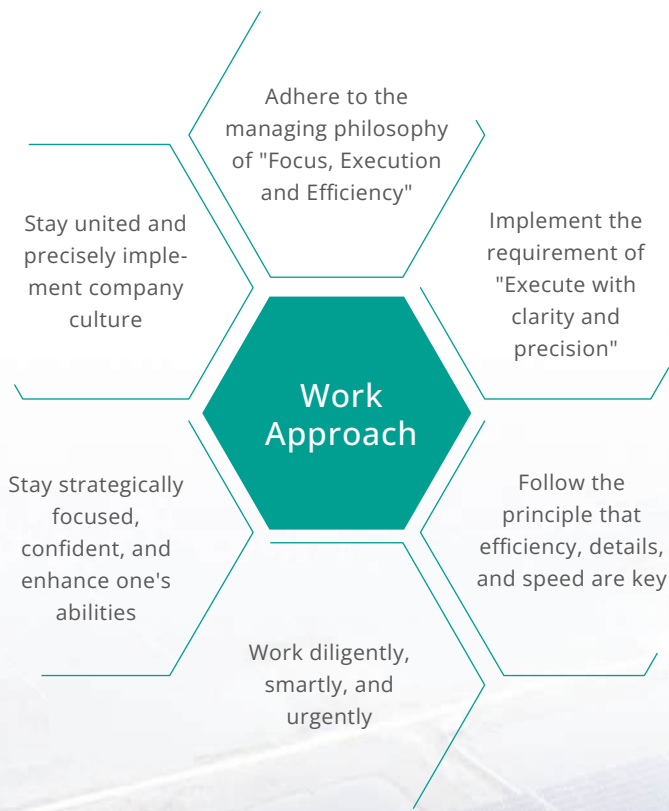 Adhere to the
managing philosophy
of "Focus, Execution
and Efficiency"
Stay united and
precisely imple-
ment company
culture
Implement the
requirement of
"Execute with
clarity and
precision"
Work
Approach
Stay strategically
focused,
confident, and
enhance one's
abilities
Follow the
principle that
efficiency, details,
and speed are key
Work diligently,
smartly, and
urgently